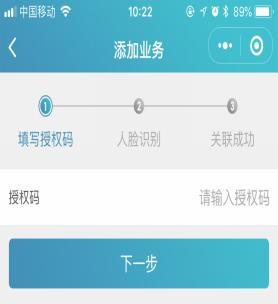 中国移动 10:22 89%
添加业务
1 2 3
填写授权码 人脸识别 关联成功
授权码 请输入授权码
下一步